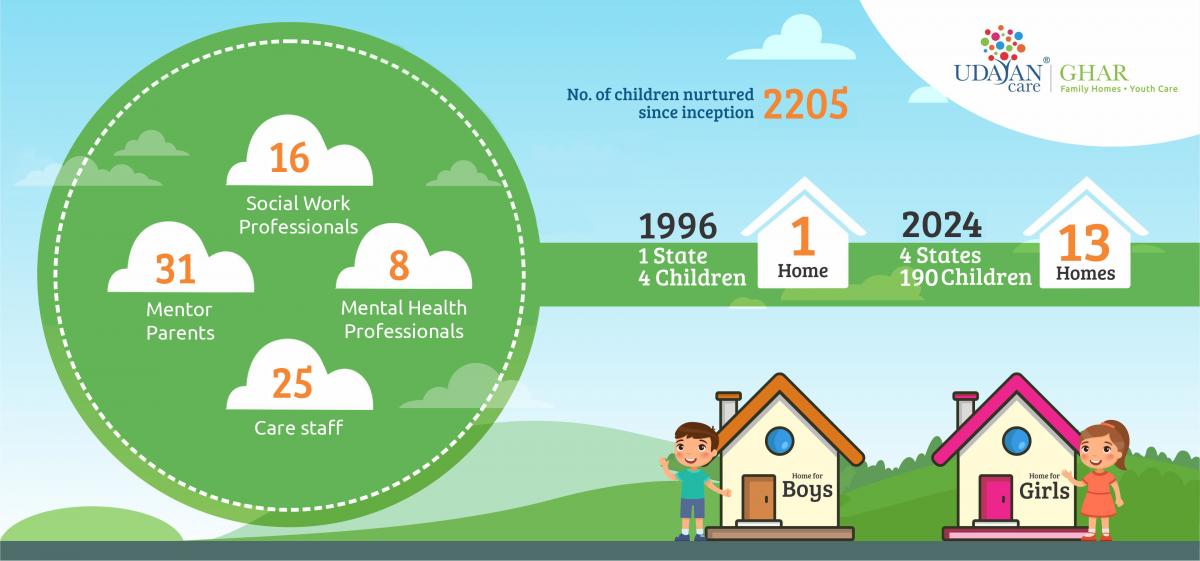 UDAYAN® care
GHAR
Family Homes • Youth Care
No. of children nurtured
since inception
2205
16
Social Work
Professionals
31
Mentor
Parents
8
Mental Health
Professionals
25
Care staff
1996
1 State
4 Children
1
Home
2024
4 States
190 Children
13
Homes
Home for
Boys
Home for
Girls